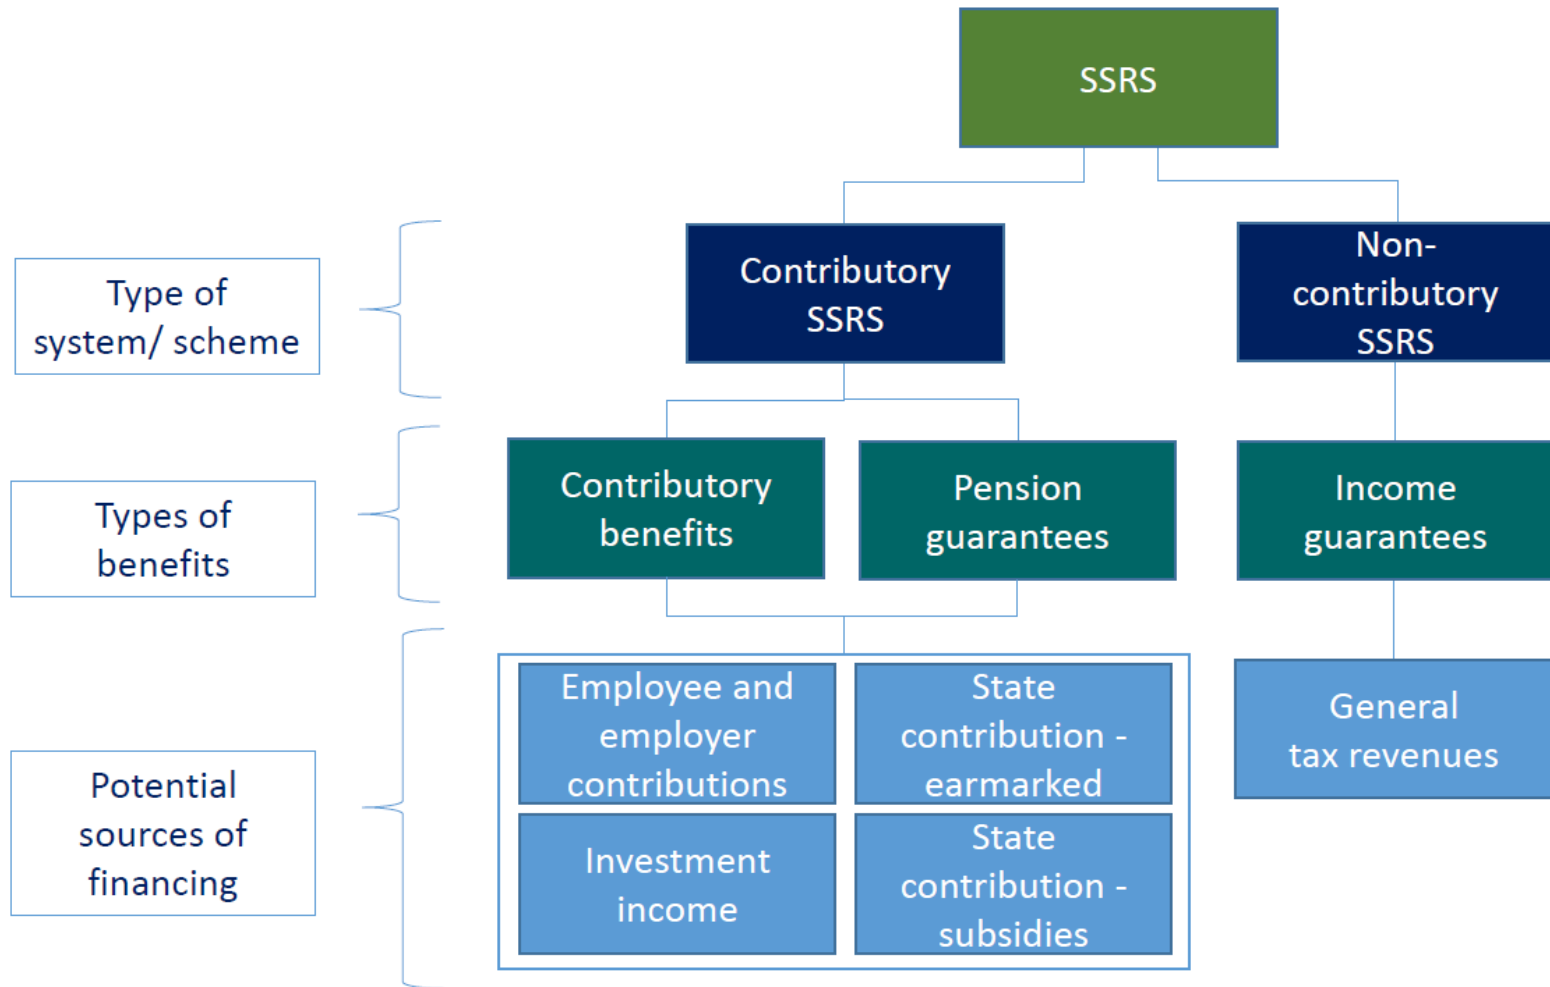 SSRS
Type of
system/ scheme
Contributory
SSRS
Non-
contributory
SSRS
Types of
benefits
Contributory
benefits
Pension
guarantees
Income
guarantees
Potential
sources of
financing
Employee and
employer
contributions
State
contribution -
earmarked
General
tax revenues
Investment
income
State
contribution -
subsidies